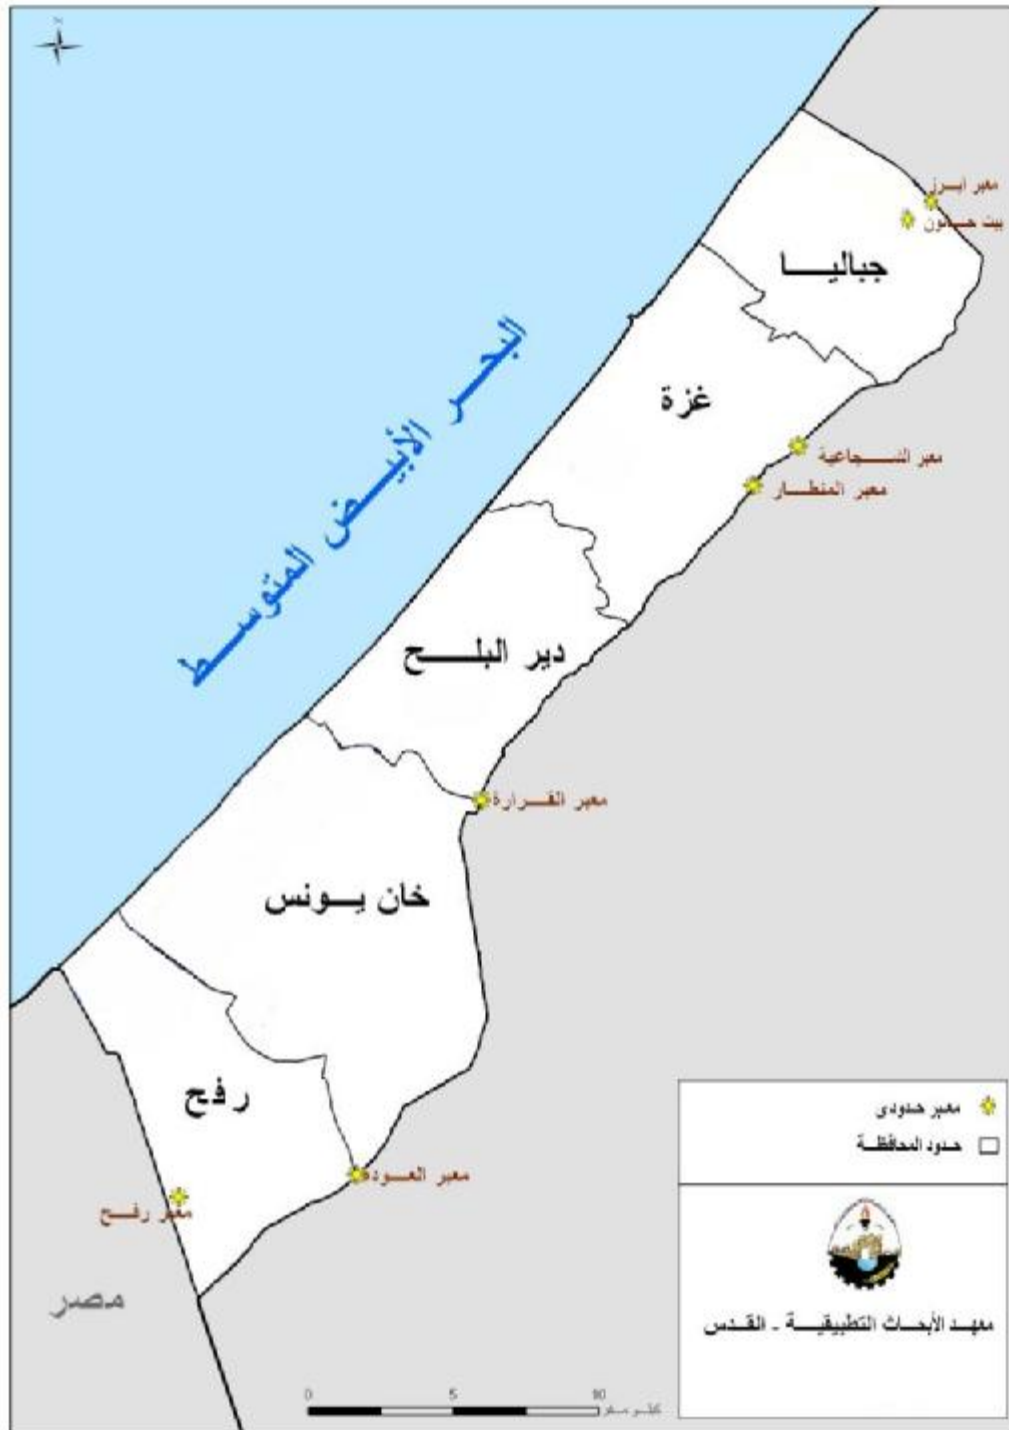 معبر ايرز
بيت حانون
جباليا
غزة
معبر الشجاعية
معبر المنطار
البحر الأبيض المتوسط
دير البلح
معبر القرارة
خان يونس
رفح
معبر العودة
معبر رفح
مصر
معبر حدودي
حدود المحافظة
معهد الأبحاث التطبيقية - القدس
0 5 10
كيلو متر